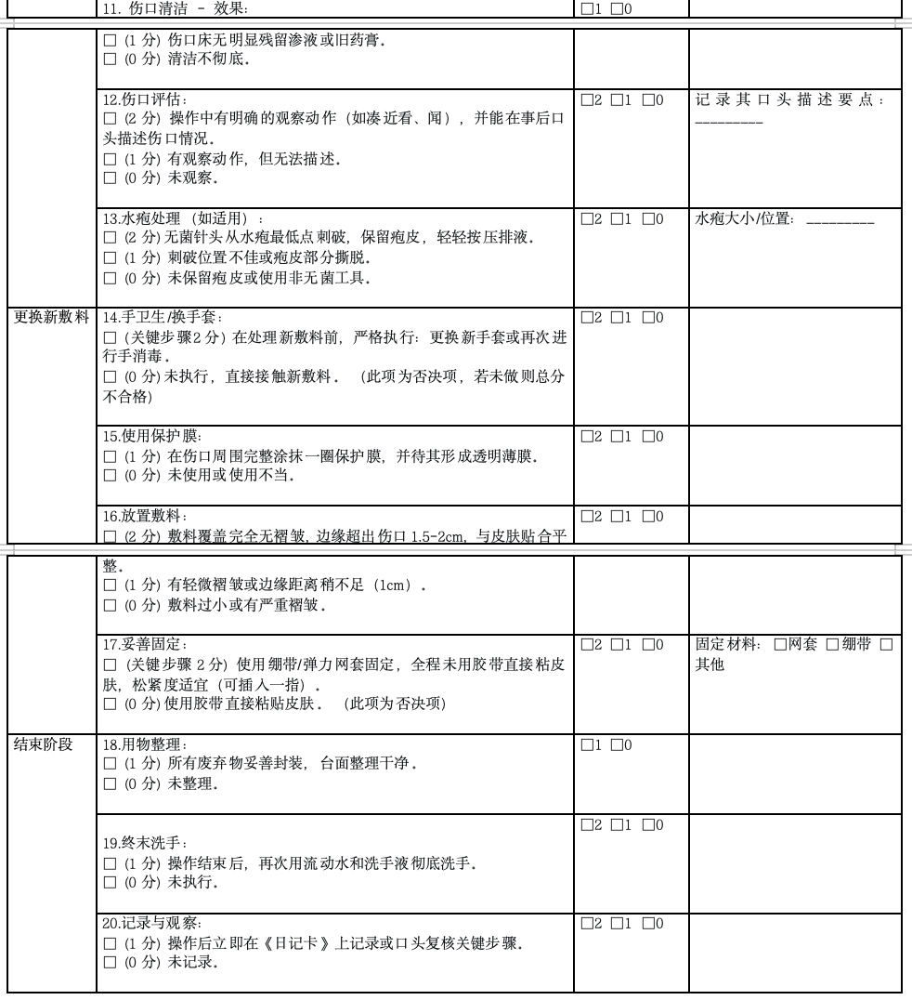 11. 伤口清洁 - 效果： □1 □0
□（1 分）伤口床无明显残留渗液或旧药膏。
□（0 分）清洁不彻底。
12.伤口评估： □2 □1 □0 记录其口头描述要点：
□（2 分）操作中有明确的观察动作（如凑近看、闻），并能在事后口 _________
头描述伤口情况。
□（1 分）有观察动作，但无法描述。
□（0 分）未观察。
13.水疱处理（如适用）： □2 □1 □0 水疱大小/位置：_________
□（2 分）无菌针头从水疱最低点刺破，保留疱皮，轻轻按压排液。
□（1 分）刺破位置不佳或疱皮部分撕脱。
□（0 分）未保留疱皮或使用非无菌工具。
更换新敷料 14.手卫生/换手套： □2 □1 □0
□（关键步骤2 分）在处理新敷料前，严格执行：更换新手套或再次进
行手消毒。
□（0 分）未执行，直接接触新敷料。（此项为否决项，若未做则总分
不合格）
15.使用保护膜： □2 □1 □0
□（1 分）在伤口周围完整涂抹一圈保护膜，并待其形成透明薄膜。
□（0 分）未使用或使用不当。
16.放置敷料： □2 □1 □0
□（2 分）敷料覆盖完全无褶皱，边缘超出伤口 1.5-2cm，与皮肤贴合平
整。
□（1 分）有轻微褶皱或边缘距离稍不足（1cm）。
□（0 分）敷料过小或有严重褶皱。
17.妥善固定： □2 □1 □0 固定材料：□网套 □绷带 □
□（关键步骤 2 分）使用绷带/弹力网套固定，全程未用胶带直接粘皮 其他
肤，松紧度适宜（可插入一指）。
□（0 分）使用胶带直接粘贴皮肤。（此项为否决项）
结束阶段 18.用物整理： □1 □0
□（1 分）所有废弃物妥善封装，台面整理干净。
□（0 分）未整理。
□2 □1 □0
19.终末洗手：
□（1 分）操作结束后，再次用流动水和洗手液彻底洗手。
□（0 分）未执行。
20.记录与观察： □2 □1 □0
□（1 分）操作后立即在《日记卡》上记录或口头复核关键步骤。
□（0 分）未记录。